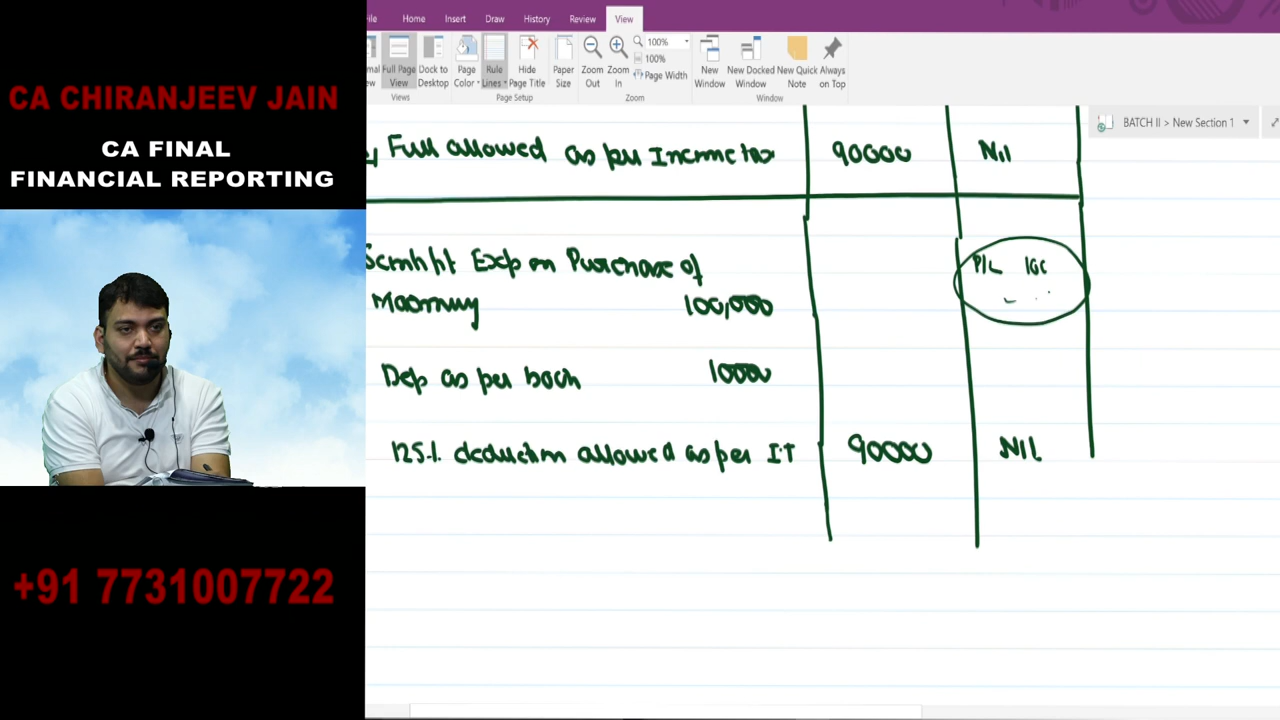 CA CHIRANJEEV JAIN
CA FINAL
FINANCIAL REPORTING
+91 7731007722
File Home Insert Draw History Review View
Full Page View
Dock to Desktop
Page Color
Rule Lines
Hide Page Title
Paper Size
Zoom Out
Zoom In
100%
100%
Page Width
New Window
New Docked Window
New Quick Note
Always on Top
Views Page Setup Zoom Window
BATCH II > New Section 1
Full allowed as per Income tax 90000 Nil
Exp on Purchase of P/L
100,000
Dep as per book 10000
125% deduction allowed as per IT 90000 NIL